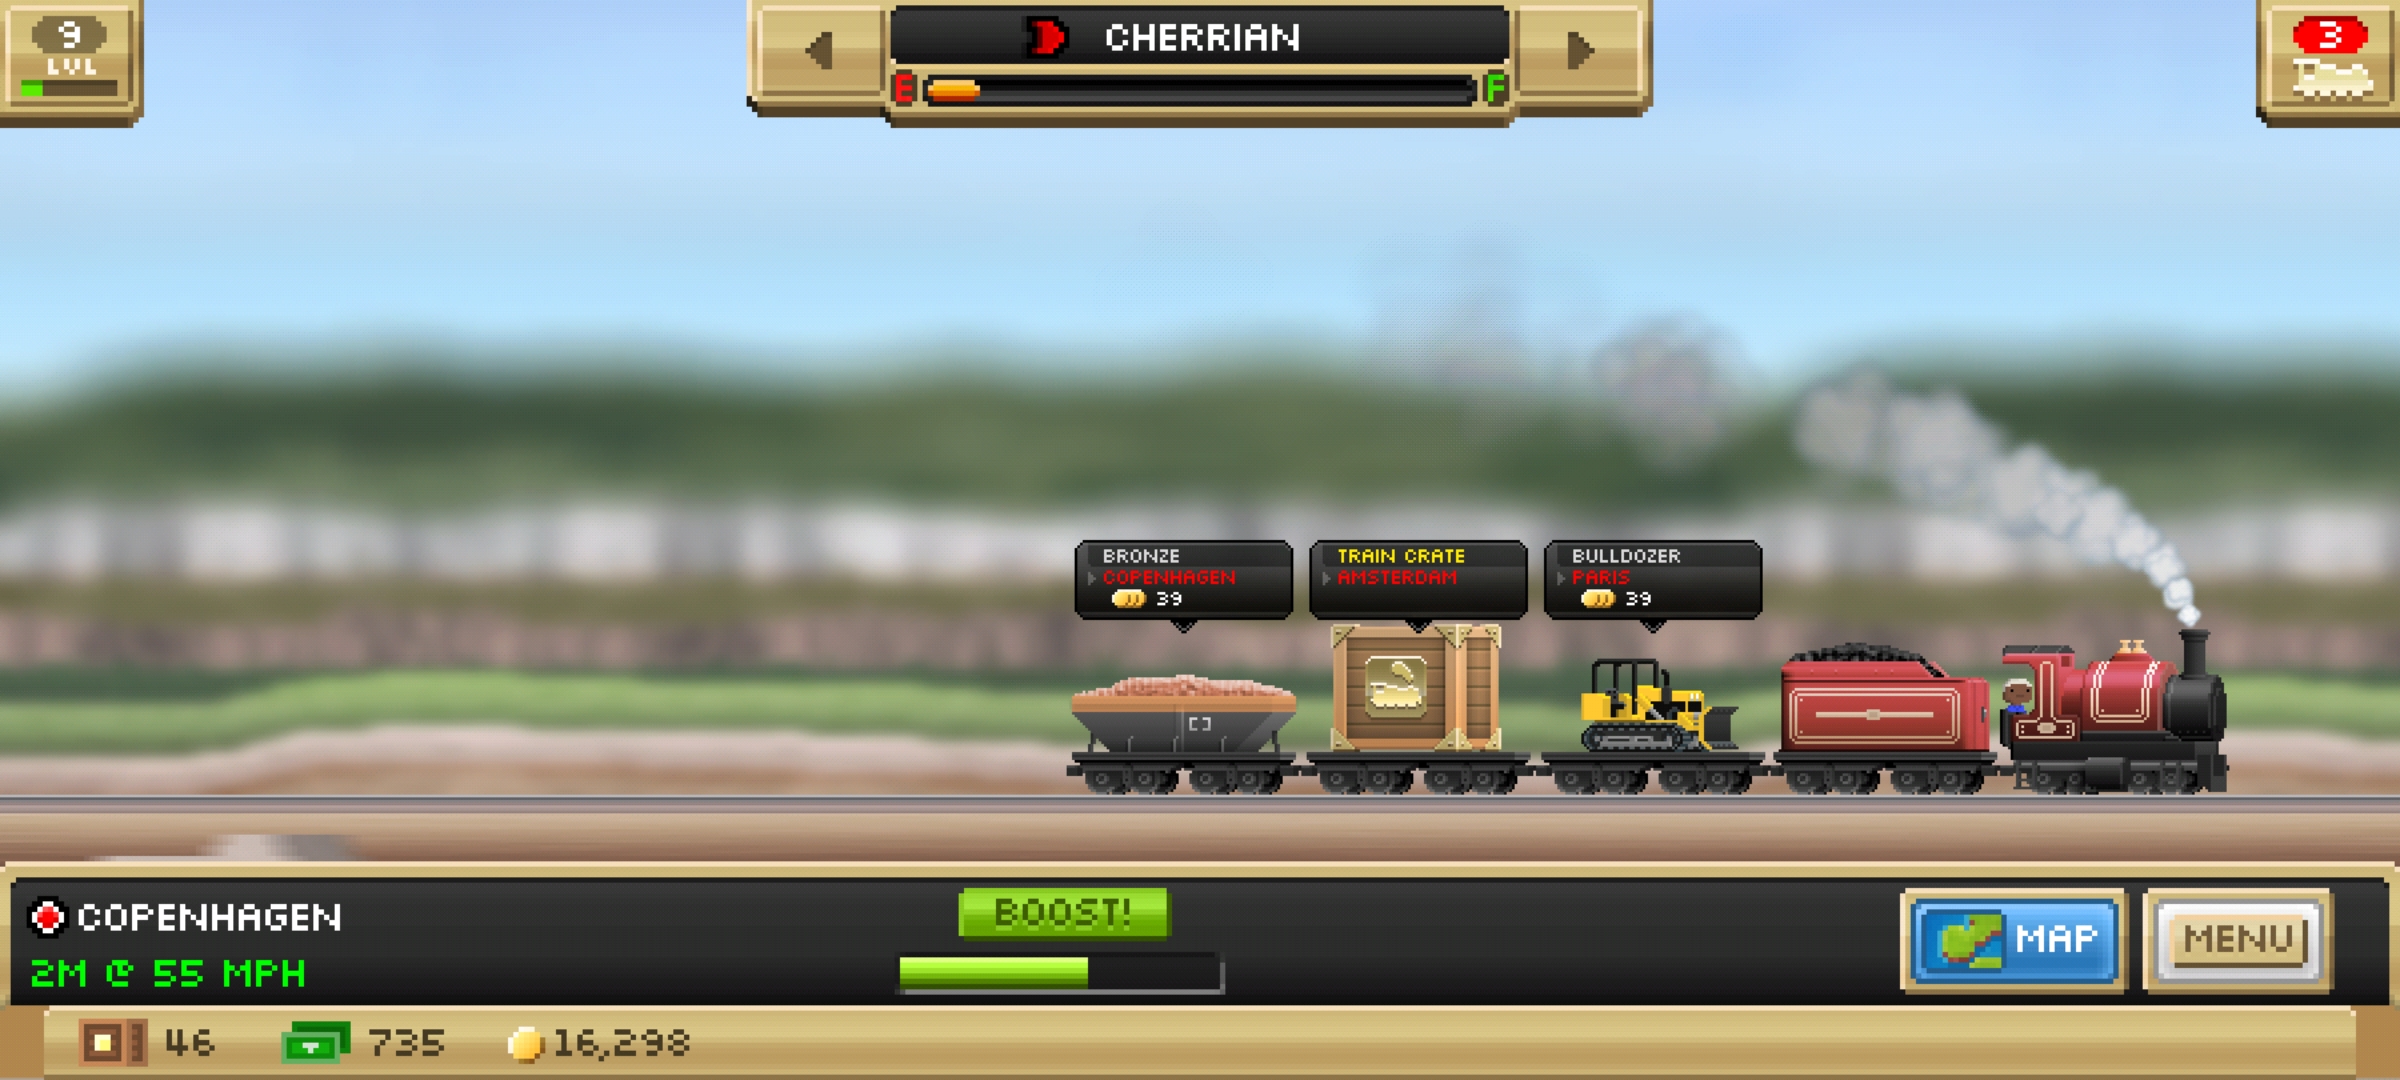 9
LVL
CHERRIAN
E F
3
BRONZE
COPENHAGEN
39
TRAIN CRATE
AMSTERDAM
BULLDOZER
PARIS
39
COPENHAGEN
2M @ 55 MPH
BOOST!
MAP
MENU
46
735
16,298